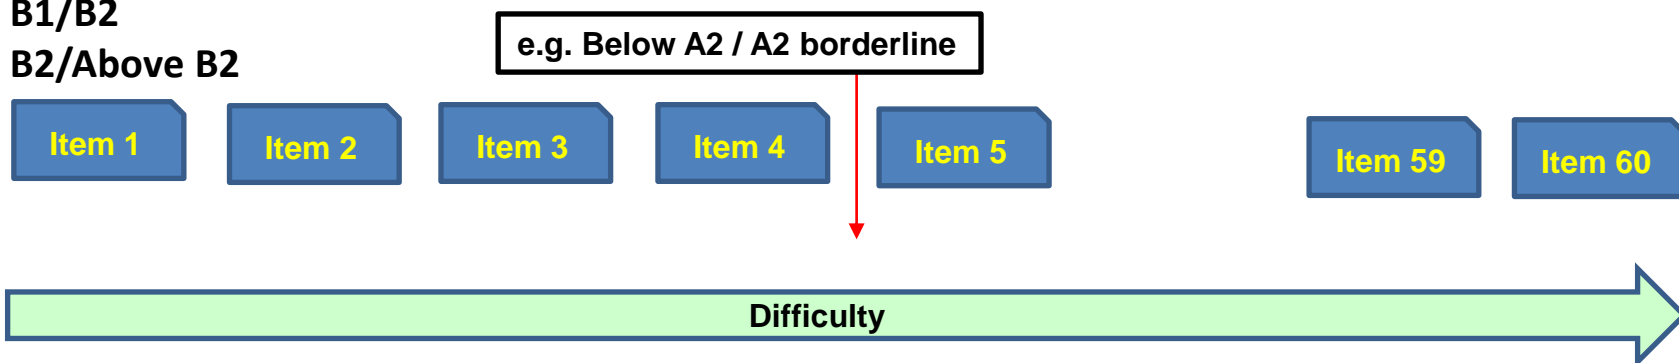 B1/B2
B2/Above B2
e.g. Below A2 / A2 borderline
Item 1
Item 2
Item 3
Item 4
Item 5
Item 59
Item 60
Difficulty